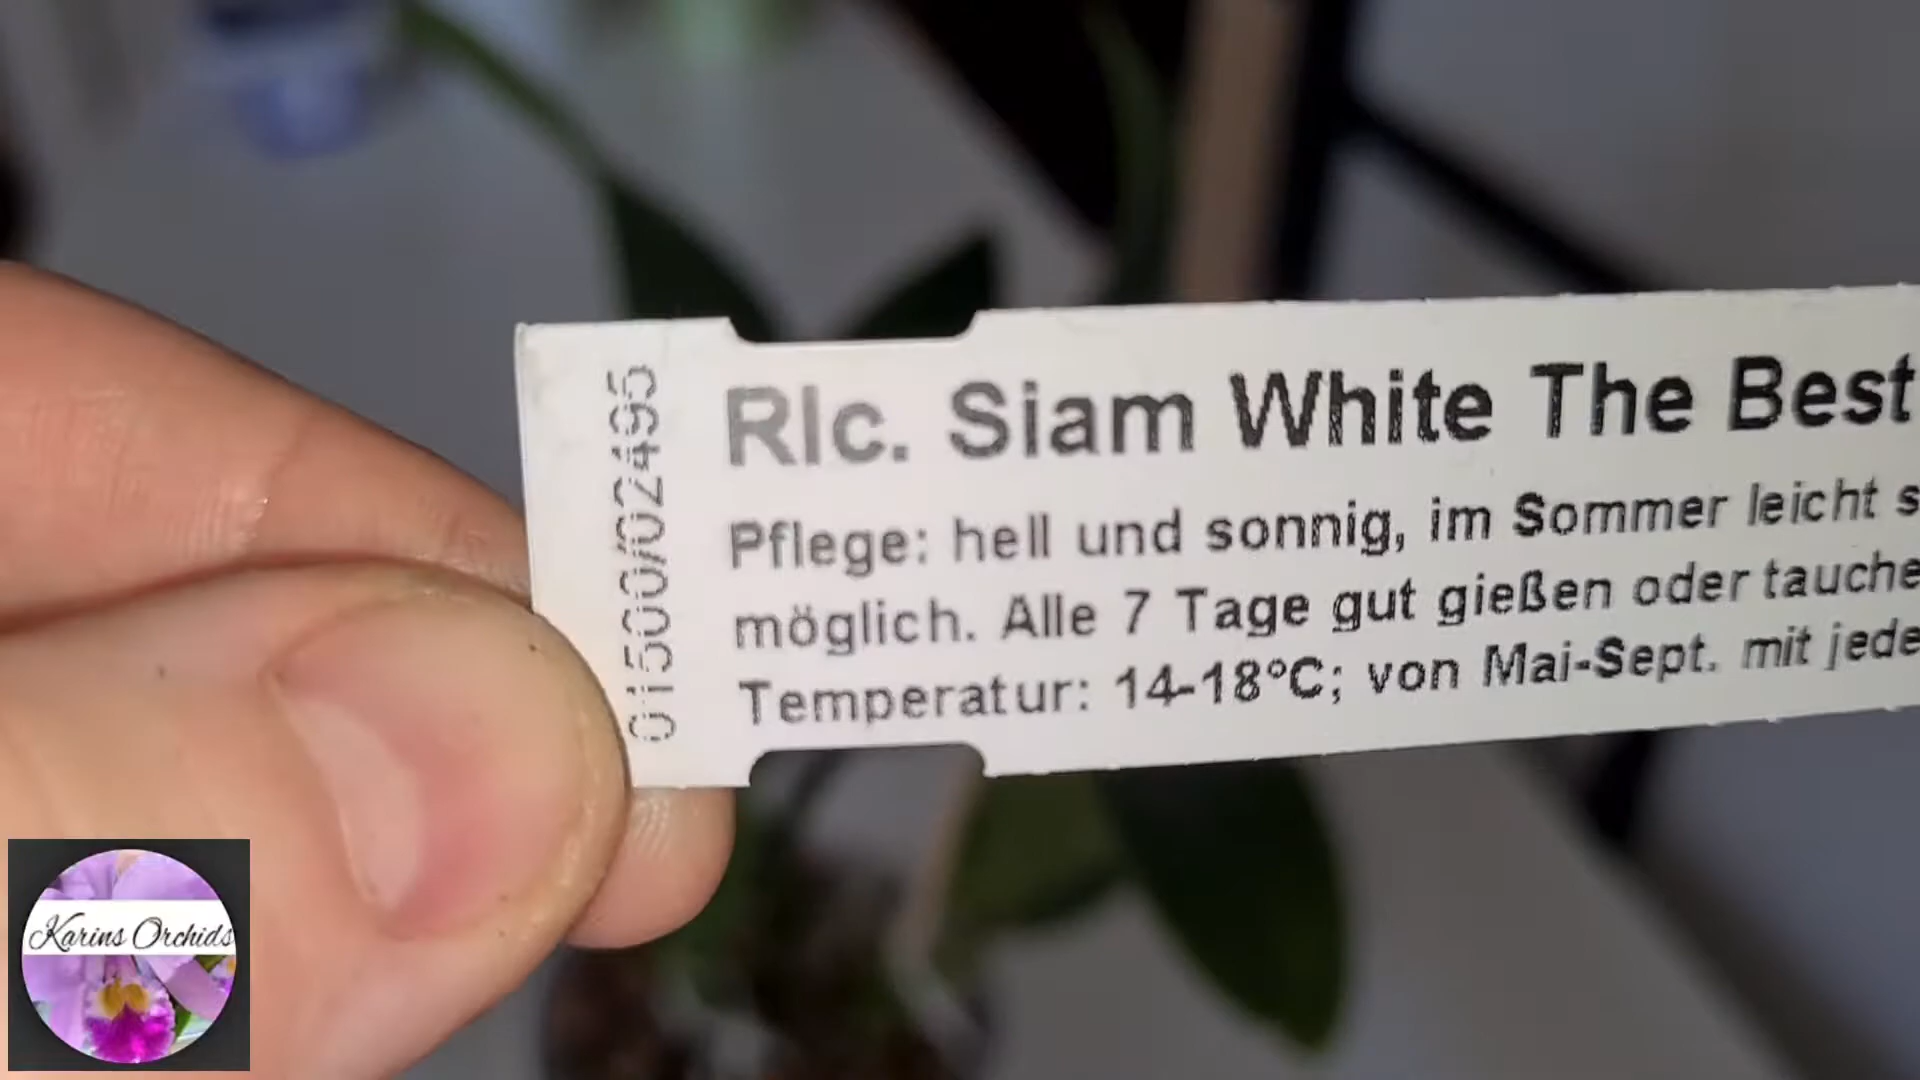 01500/02495
Rlc. Siam White The Best
Pflege: hell und sonnig, im Sommer leicht s
möglich. Alle 7 Tage gut gießen oder tauche
Temperatur: 14-18°C; von Mai-Sept. mit jede
Karins Orchids